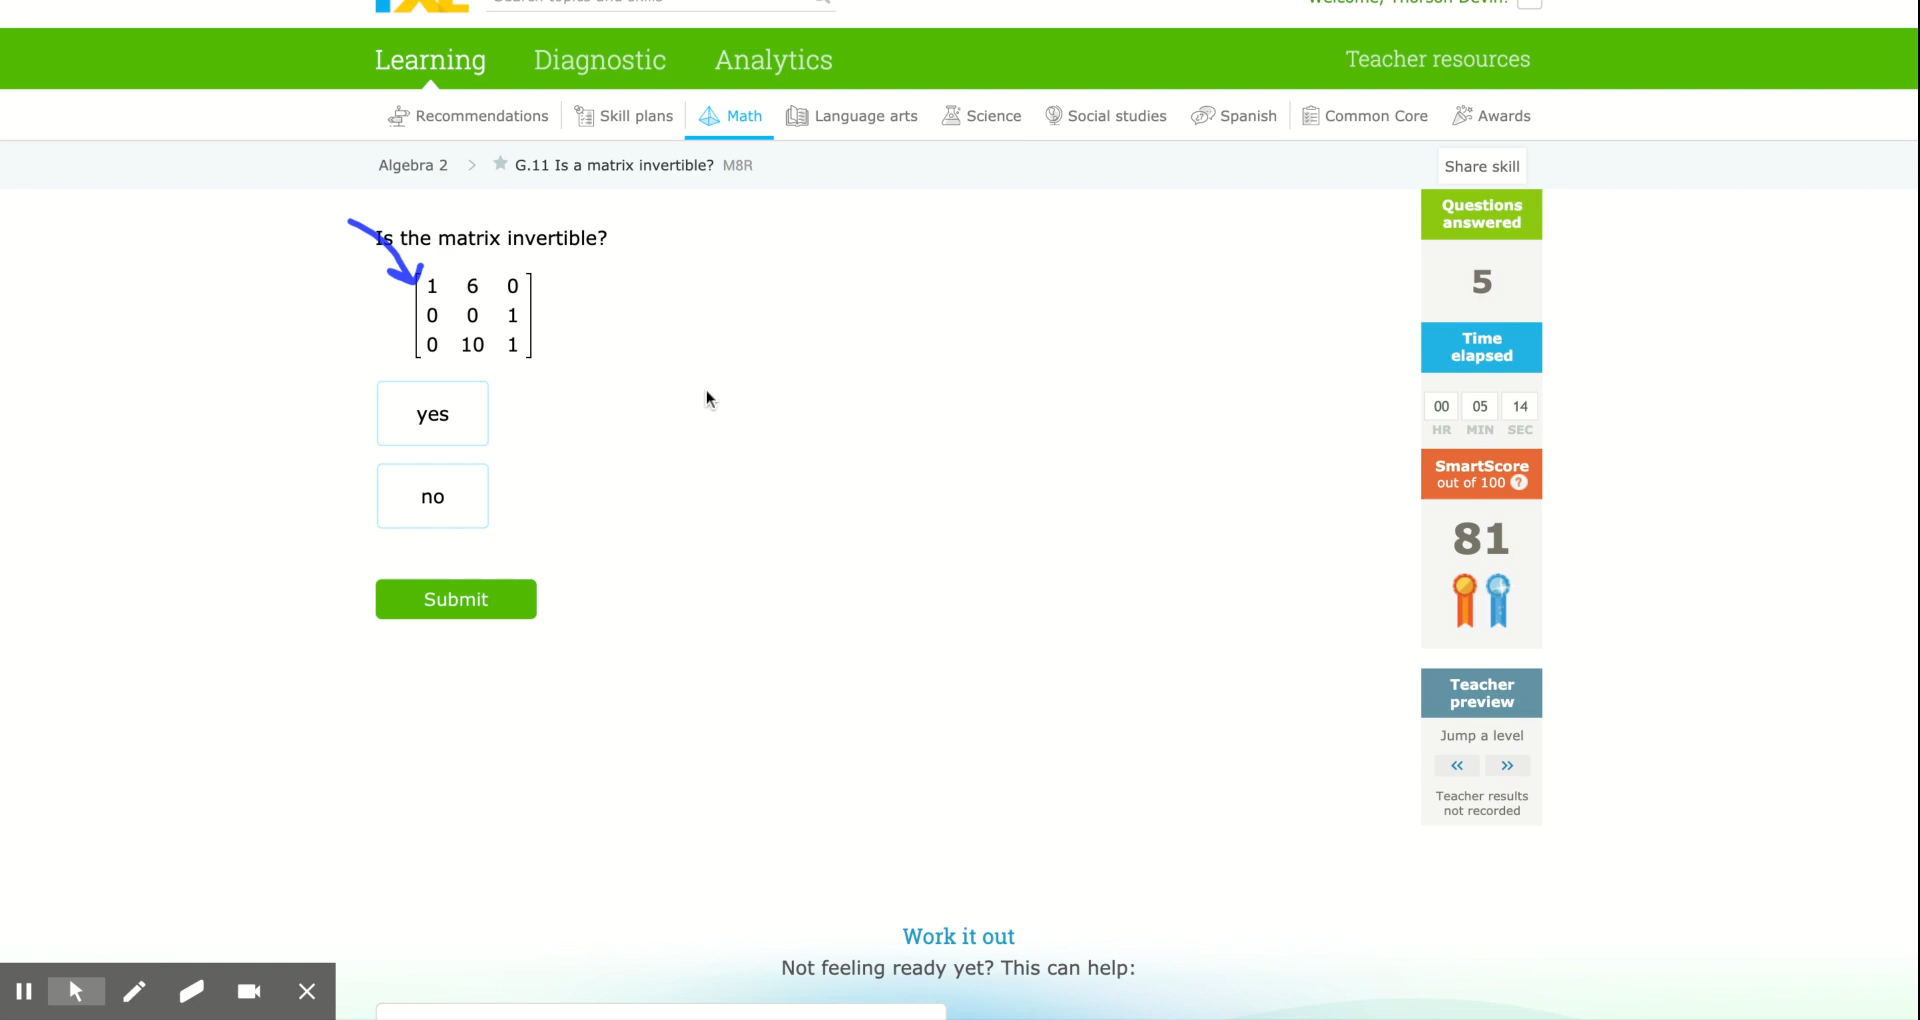 Learning Diagnostic Analytics Teacher resources
Recommendations Skill plans Math Language arts Science Social studies Spanish Common Core Awards
Algebra 2 > G.11 Is a matrix invertible? M8R Share skill
Is the matrix invertible?
1 6 0
0 0 1
0 10 1
yes
no
Submit
Questions
answered
5
Time
elapsed
00 05 14
HR MIN SEC
SmartScore
out of 100 ?
81
Teacher
preview
Jump a level
« »
Teacher results
not recorded
Work it out
Not feeling ready yet? This can help: